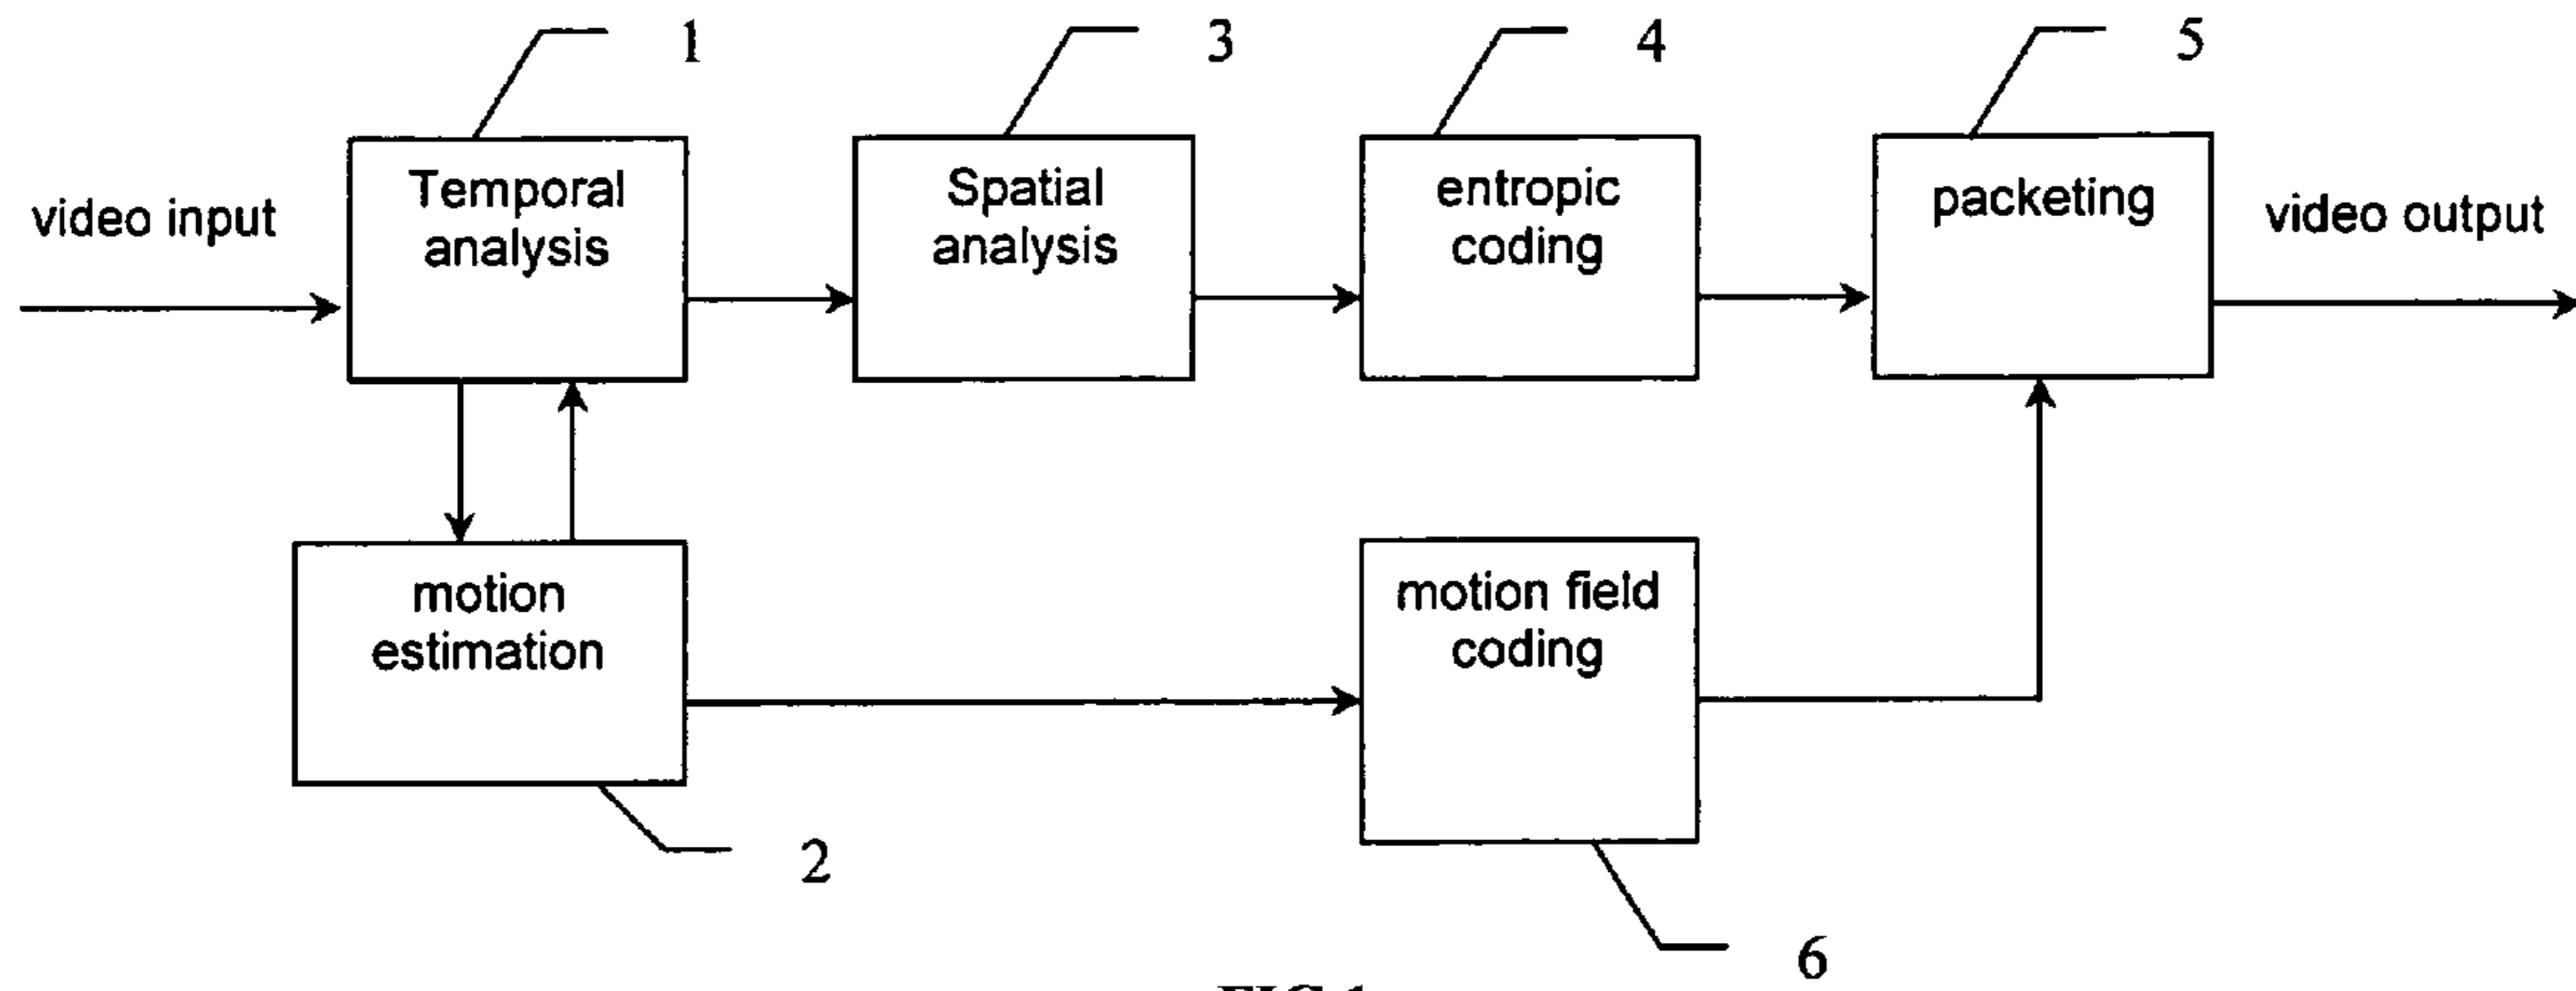 1
3
4
5
video input
Temporal
analysis
Spatial
analysis
entropic
coding
packeting
video output
motion
estimation
motion field
coding
2
6